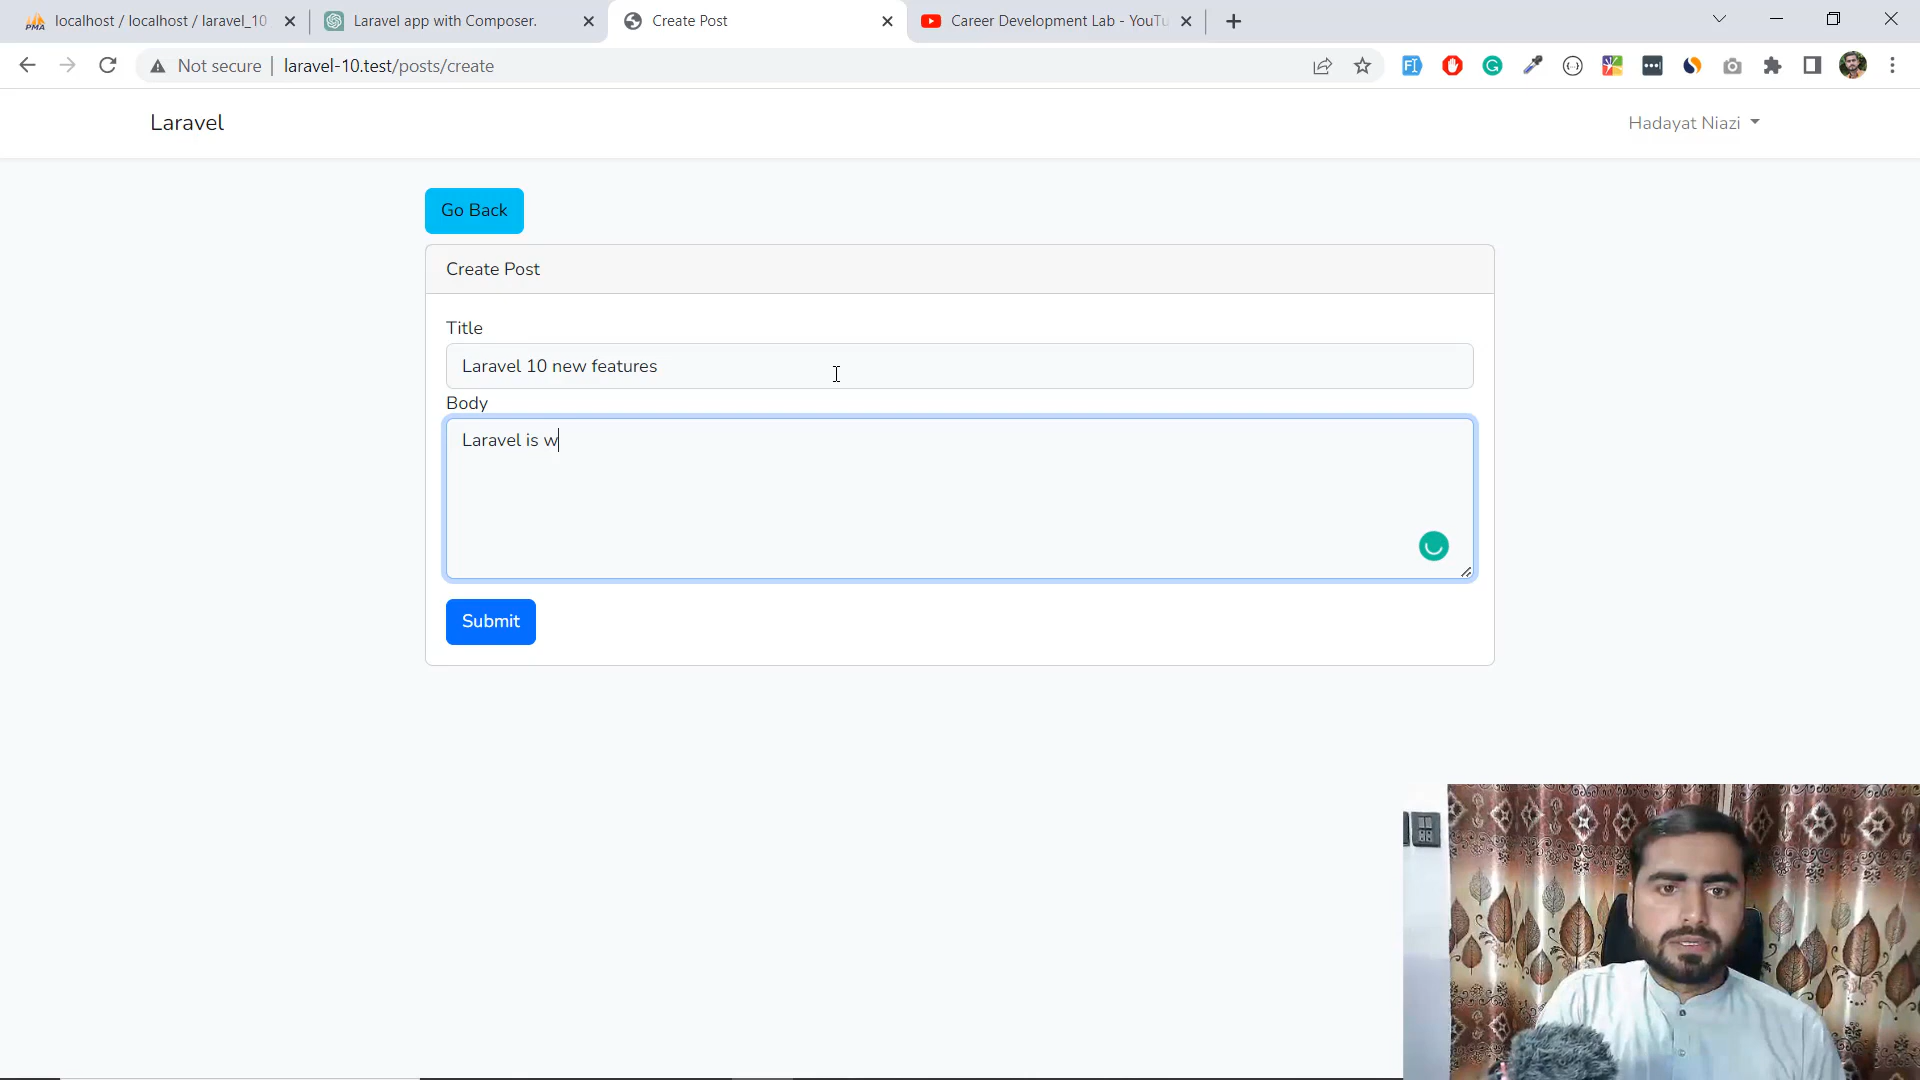 localhost / localhost / laravel_10
Laravel app with Composer.
Create Post
Career Development Lab - YouTu
Not secure
laravel-10.test/posts/create
Laravel
Hadayat Niazi
Go Back
Create Post
Title
Laravel 10 new features
Body
Laravel is w
Submit